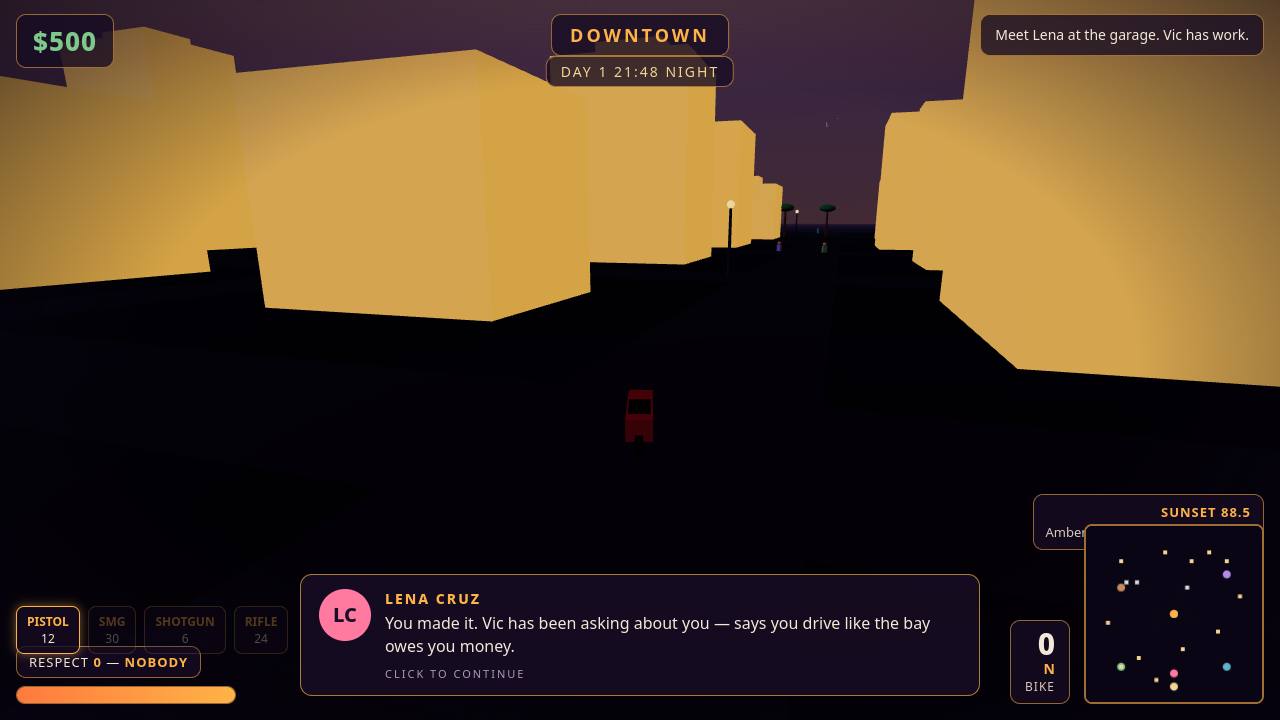 $500
DOWNTOWN
DAY 1 21:48 NIGHT
Meet Lena at the garage. Vic has work.
SUNSET 88.5
Amber
LC
LENA CRUZ
You made it. Vic has been asking about you — says you drive like the bay
owes you money.
CLICK TO CONTINUE
PISTOL SMG SHOTGUN RIFLE
12 30 6 24
RESPECT 0 — NOBODY
0
N
BIKE